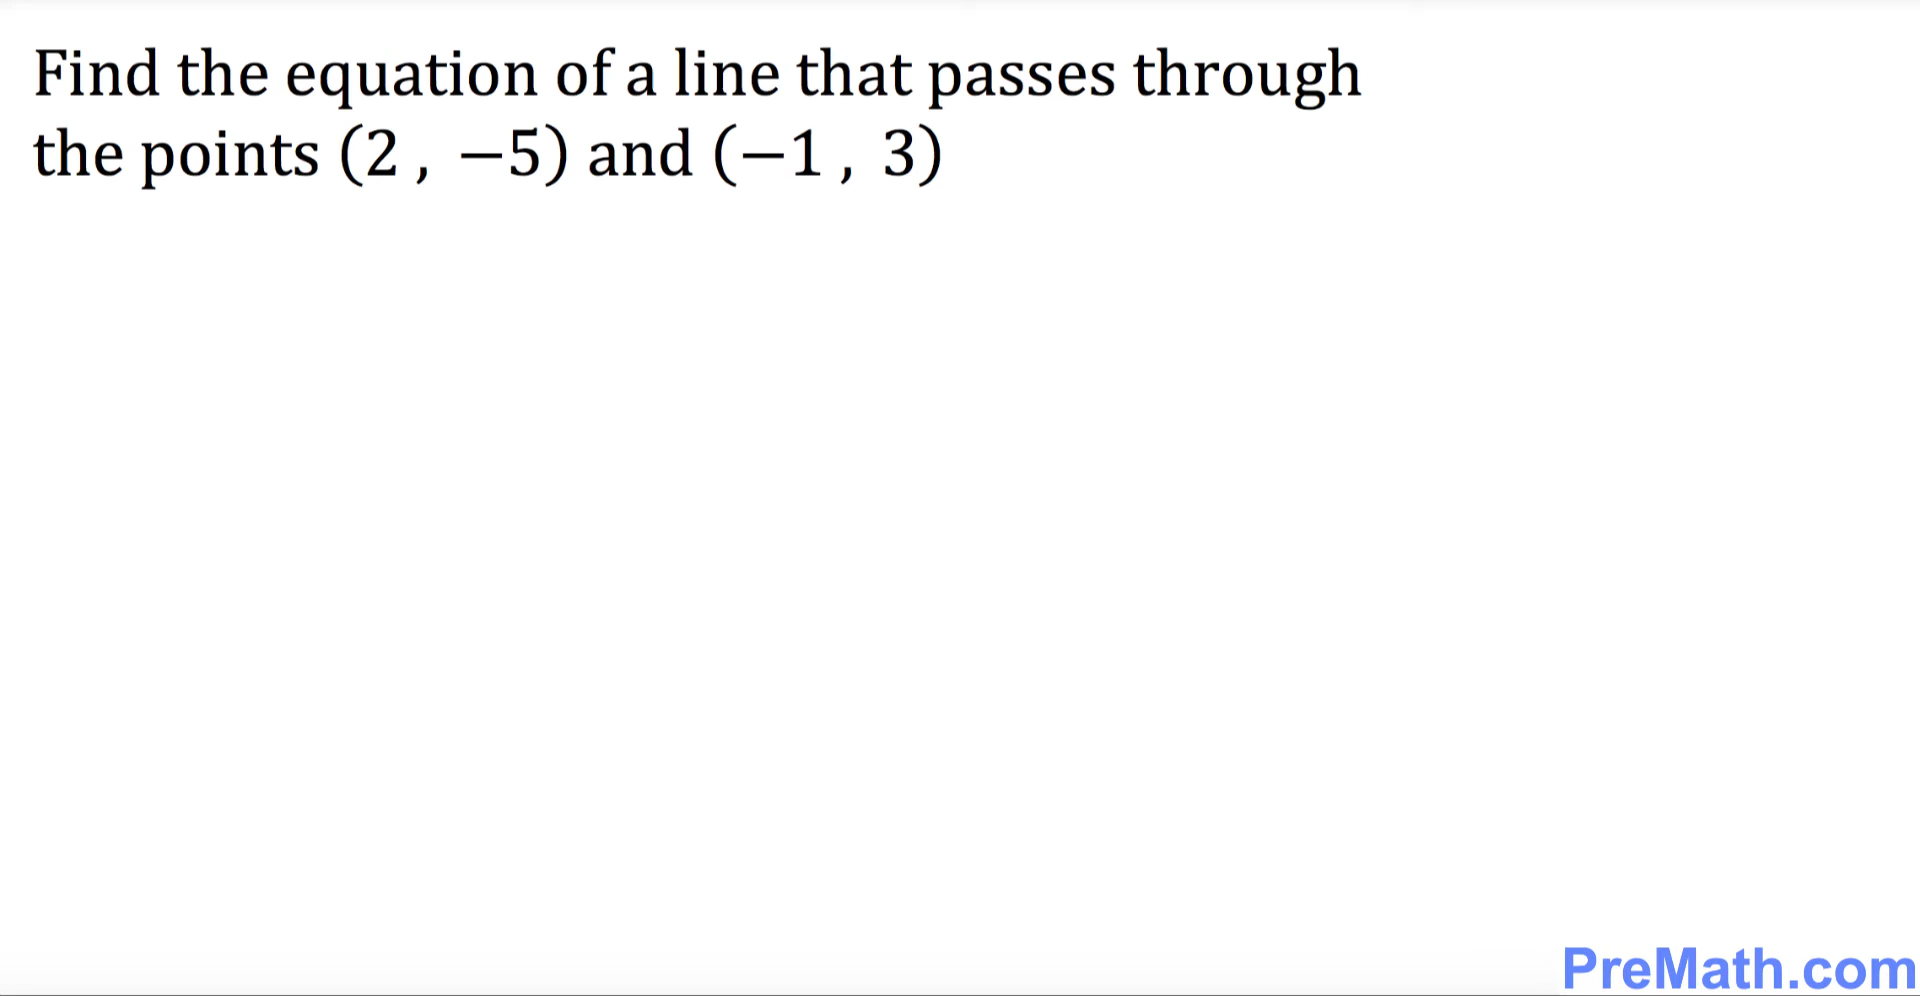 Find the equation of a line that passes through
the points (2 , −5) and (−1 , 3)
PreMath.com